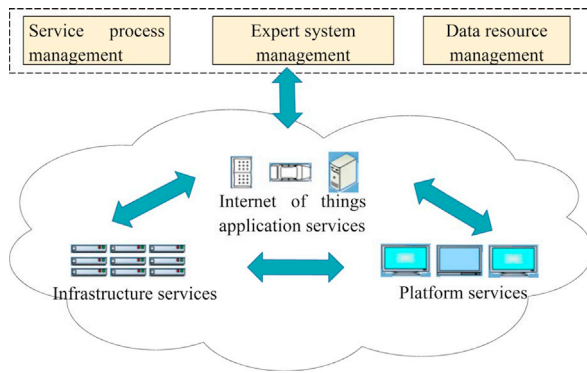 Service process
management
Expert system
management
Data resource
management
Internet of things
application services
Infrastructure services
Platform services